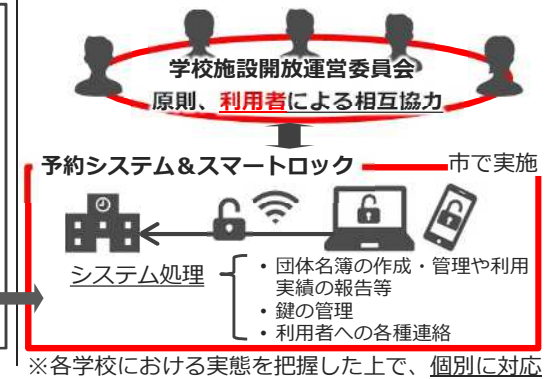 学校施設開放運営委員会
原則、利用者による相互協力
予約システム&スマートロック
市で実施
システム処理
・団体名簿の作成・管理や利用
実績の報告等
・鍵の管理
・利用者への各種連絡
※各学校における実態を把握した上で、個別に対応